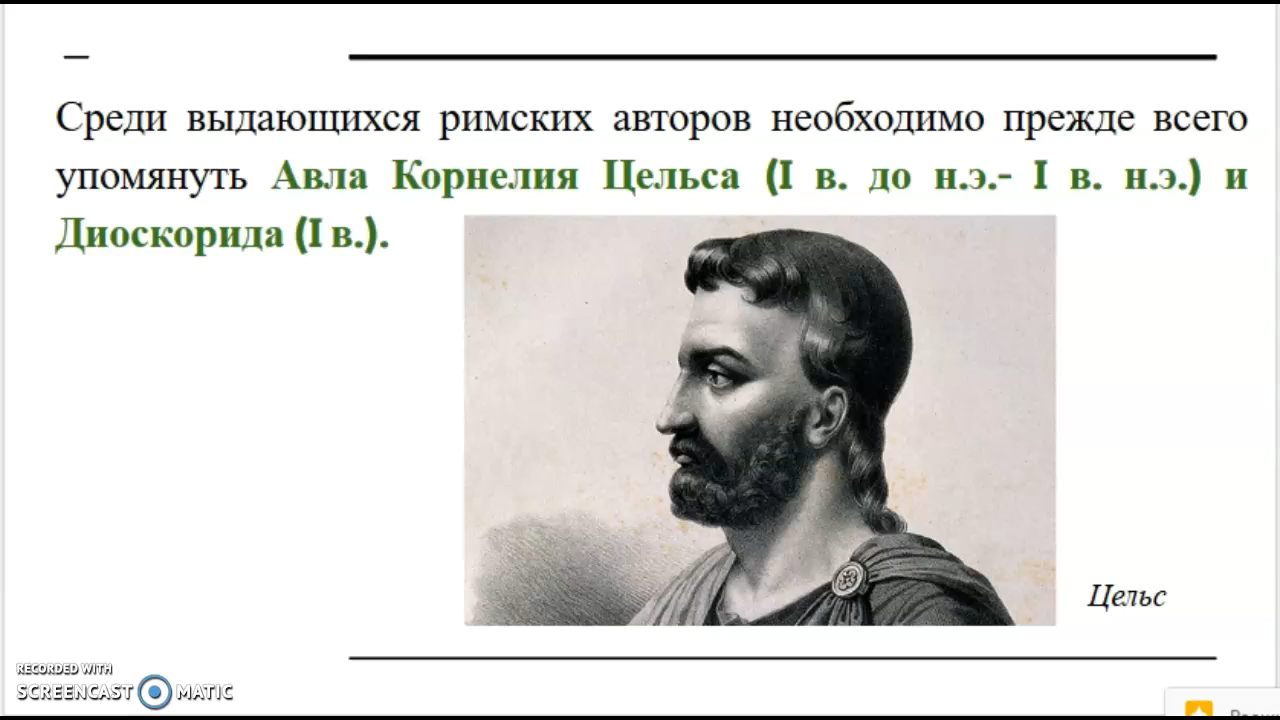 Среди выдающихся римских авторов необходимо прежде всего
упомянуть Авла Корнелия Цельса (I в. до н.э.- I в. н.э.) и
Диоскорида (I в.).
Цельс
RECORDED WITH
SCREENCAST MATIC